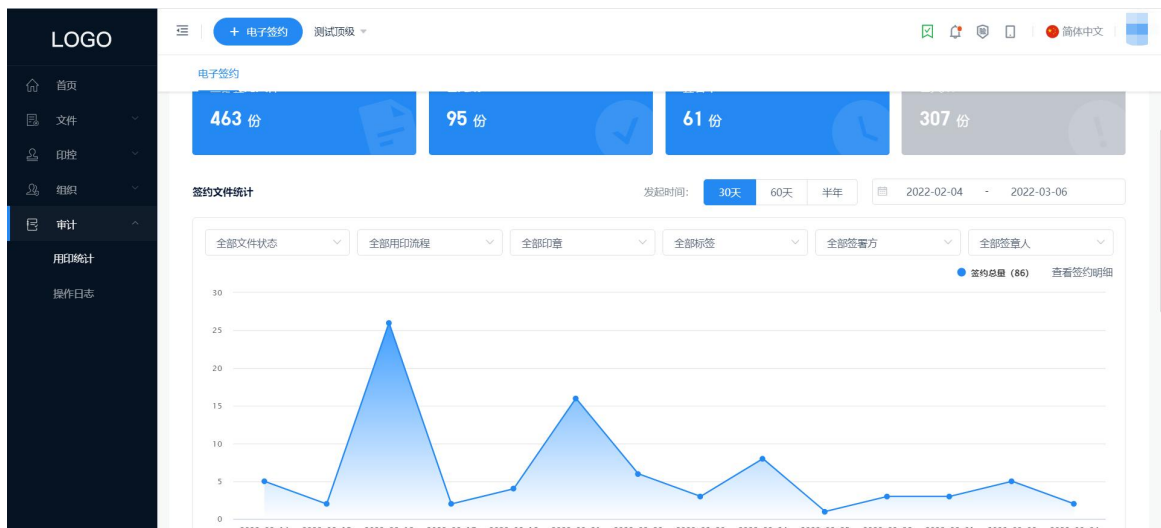 LOGO
首页
文件
印控
组织
审计
用印统计
操作日志
+ 电子签约
测试顶级
简体中文
电子签约
463 份
95 份
61 份
307 份
签约文件统计
发起时间:
30天
60天
半年
2022-02-04 - 2022-03-06
全部文件状态
全部用印流程
全部印章
全部标签
全部签署方
全部签章人
签约总量 (86)
查看签约明细
30
25
20
15
10
5
0